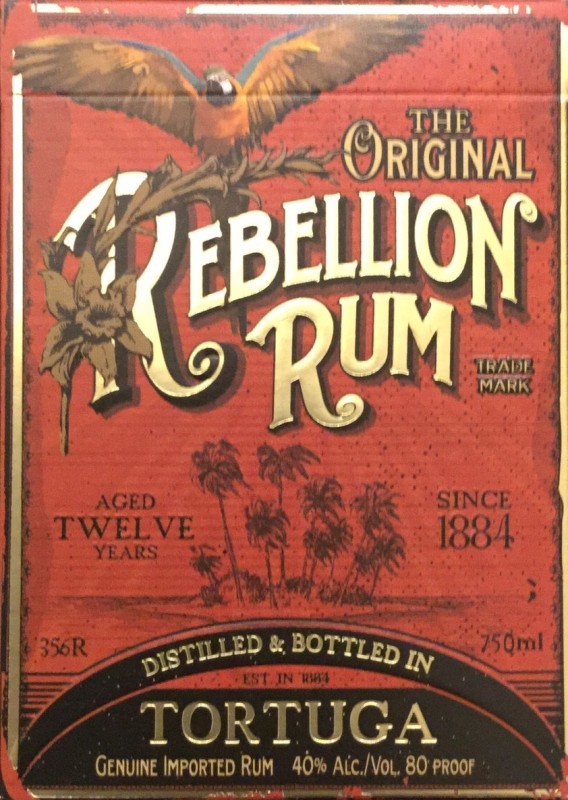 THE
ORIGINAL
REBELLION
RUM
TRADE
MARK
AGED
TWELVE
YEARS
SINCE
1884
356R
750ml
DISTILLED & BOTTLED IN
EST. IN 1884
TORTUGA
GENUINE IMPORTED RUM 40% ALC./VOL. 80 PROOF